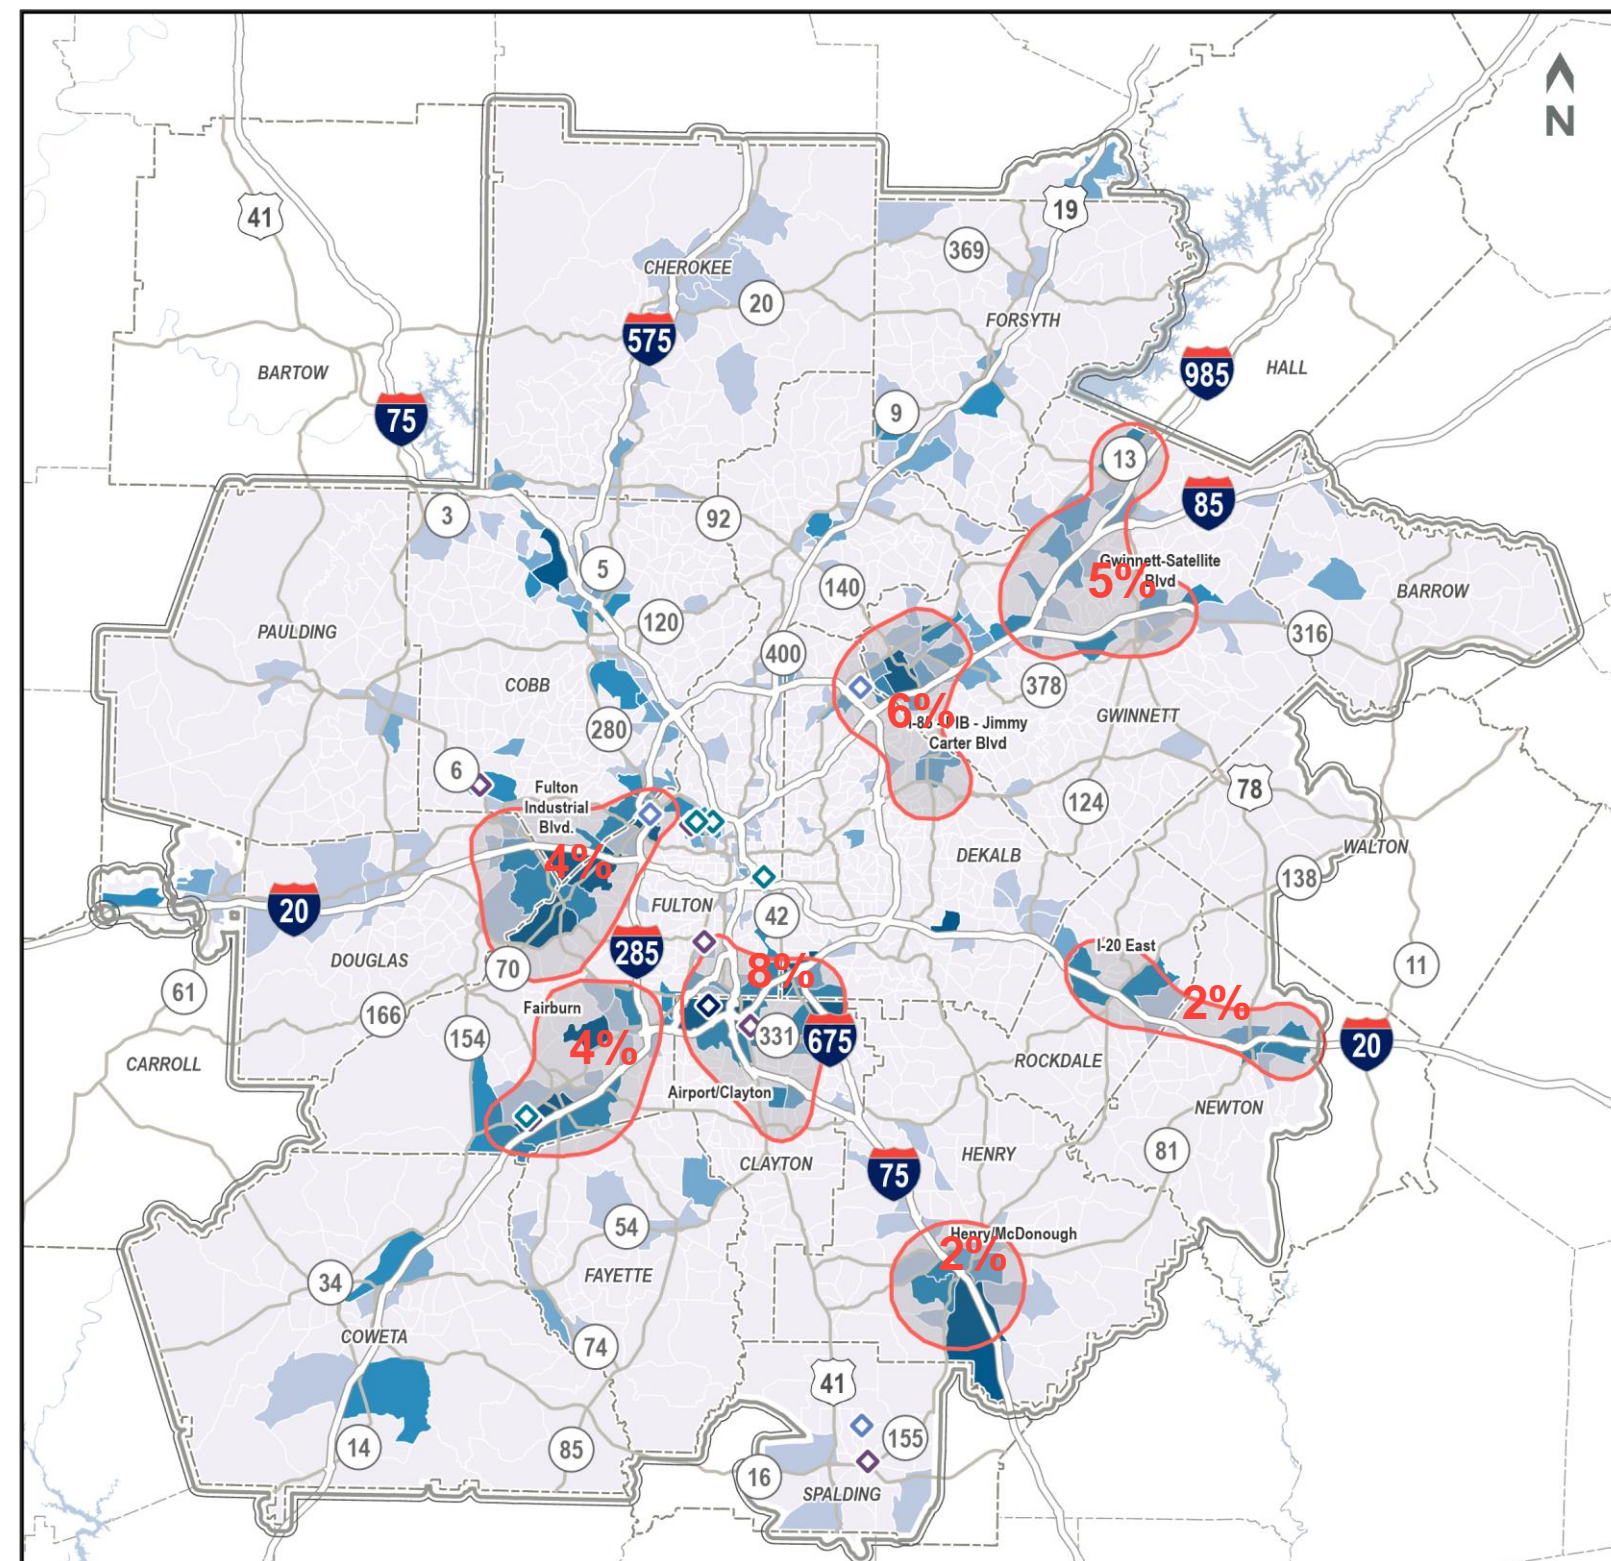 N
41
19
369
CHEROKEE
20
FORSYTH
575
HALL
985
BARTOW
75
9
13
85
3
92
Gwinnett-Satellite
Blvd
5%
5
140
BARROW
120
PAULDING
316
400
COBB
378
280
6%
I-85 - PIB - Jimmy
Carter Blvd
GWINNETT
6
Fulton
Industrial
Blvd.
78
124
4%
DEKALB
WALTON
138
20
FULTON
42
285
I-20 East
DOUGLAS
70
8%
11
61
2%
Fairburn
166
154
4%
331
675
20
CARROLL
ROCKDALE
Airport/Clayton
NEWTON
CLAYTON
75
HENRY
81
54
Henry/McDonough
2%
FAYETTE
34
COWETA
74
41
14
85
155
16
SPALDING